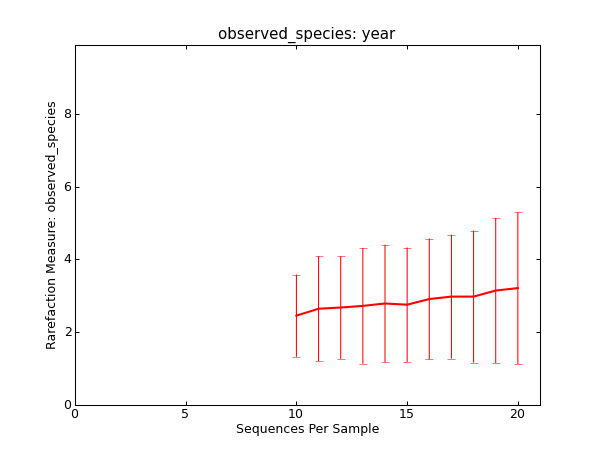 observed_species: year
Rarefaction Measure: observed_species
8
6
4
2
0
0 5 10 15 20
Sequences Per Sample